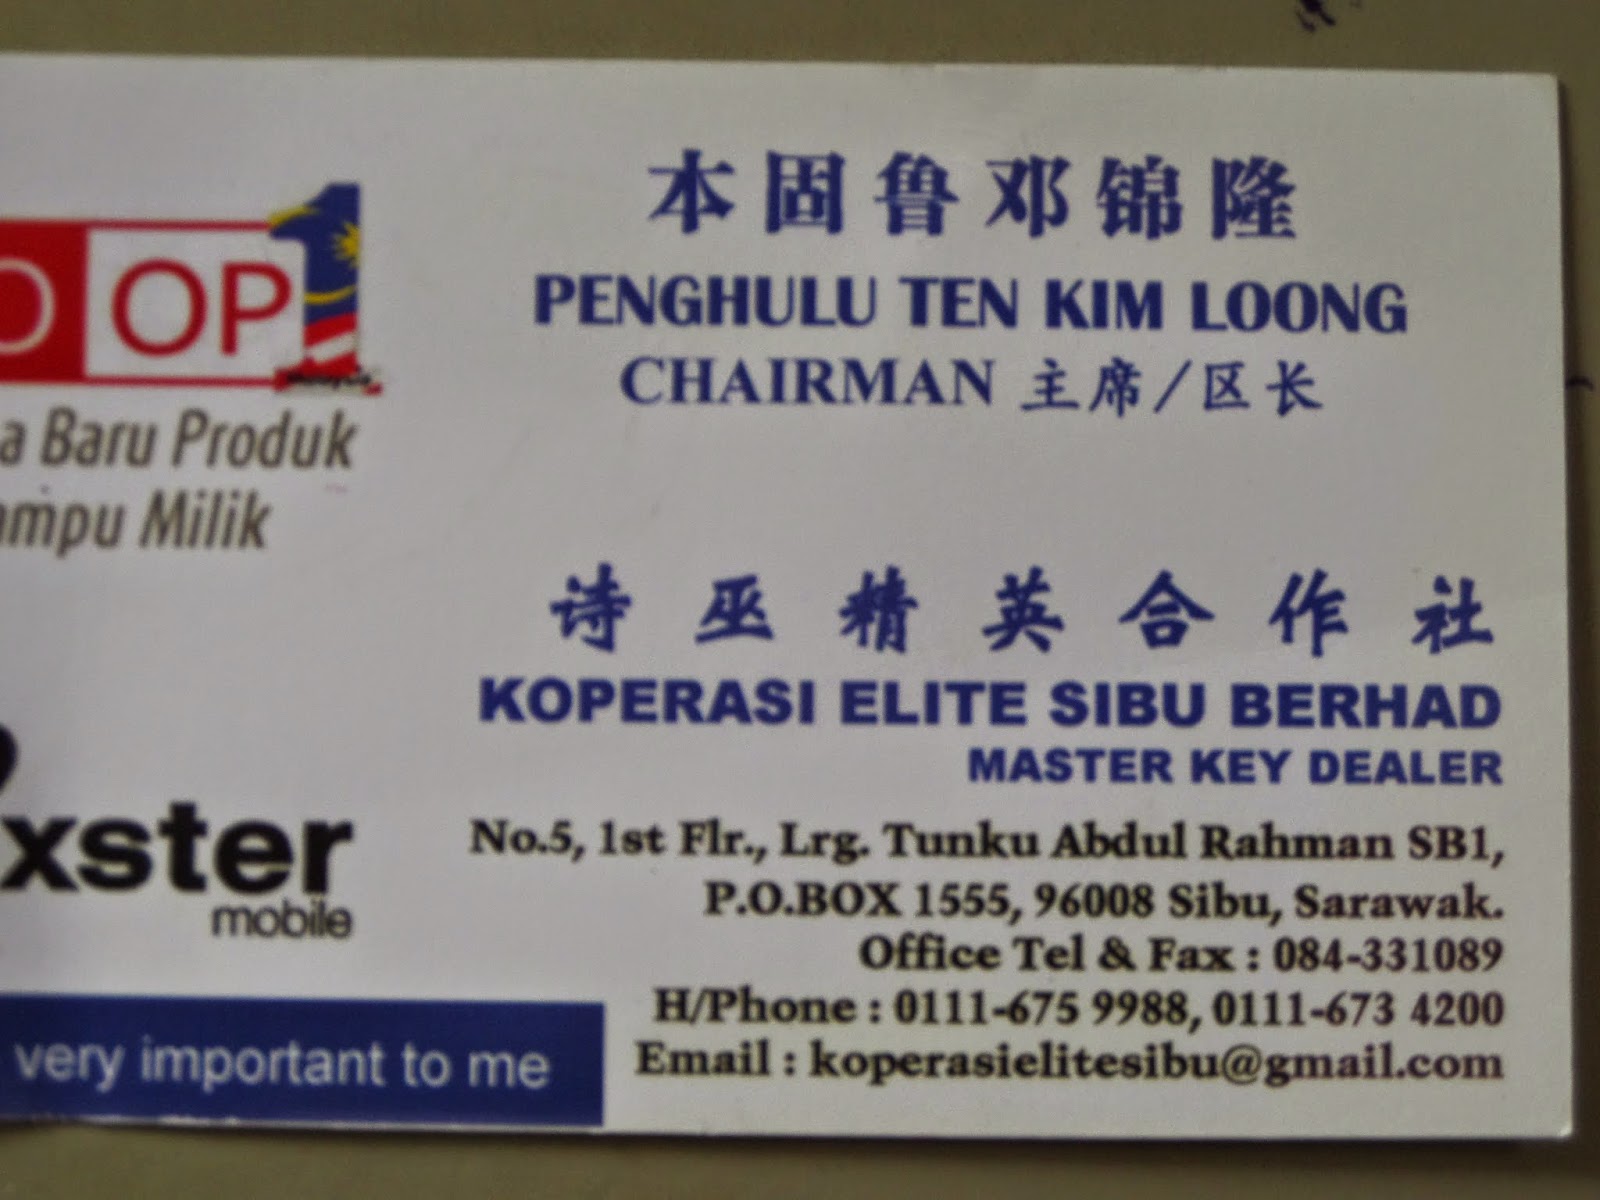 OP1
a Baru Produk
ampu Milik
xster
mobile
very important to me
本固鲁邓锦隆
PENGHULU TEN KIM LOONG
CHAIRMAN 主席/区长
诗巫精英合作社
KOPERASI ELITE SIBU BERHAD
MASTER KEY DEALER
No.5, 1st Flr., Lrg. Tunku Abdul Rahman SB1,
P.O.BOX 1555, 96008 Sibu, Sarawak.
Office Tel & Fax : 084-331089
H/Phone : 0111-675 9988, 0111-673 4200
Email : koperasielitesibu@gmail.com